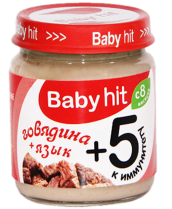 >>> Baby hit >>>
Baby hit
с 8
говядина
+язык
+5
к иммунитету